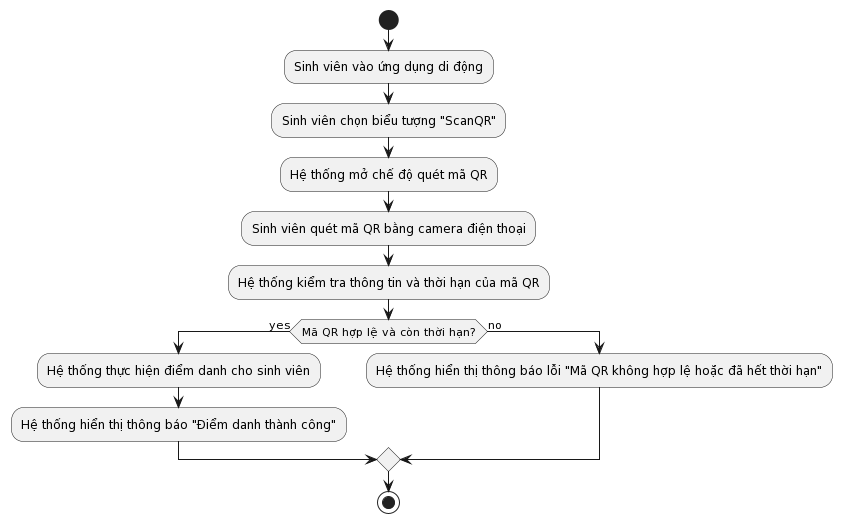 Sinh viên vào ứng dụng di động
Sinh viên chọn biểu tượng "ScanQR"
Hệ thống mở chế độ quét mã QR
Sinh viên quét mã QR bằng camera điện thoại
Hệ thống kiểm tra thông tin và thời hạn của mã QR
Mã QR hợp lệ và còn thời hạn?
yes
no
Hệ thống thực hiện điểm danh cho sinh viên
Hệ thống hiển thị thông báo lỗi "Mã QR không hợp lệ hoặc đã hết thời hạn"
Hệ thống hiển thị thông báo "Điểm danh thành công"